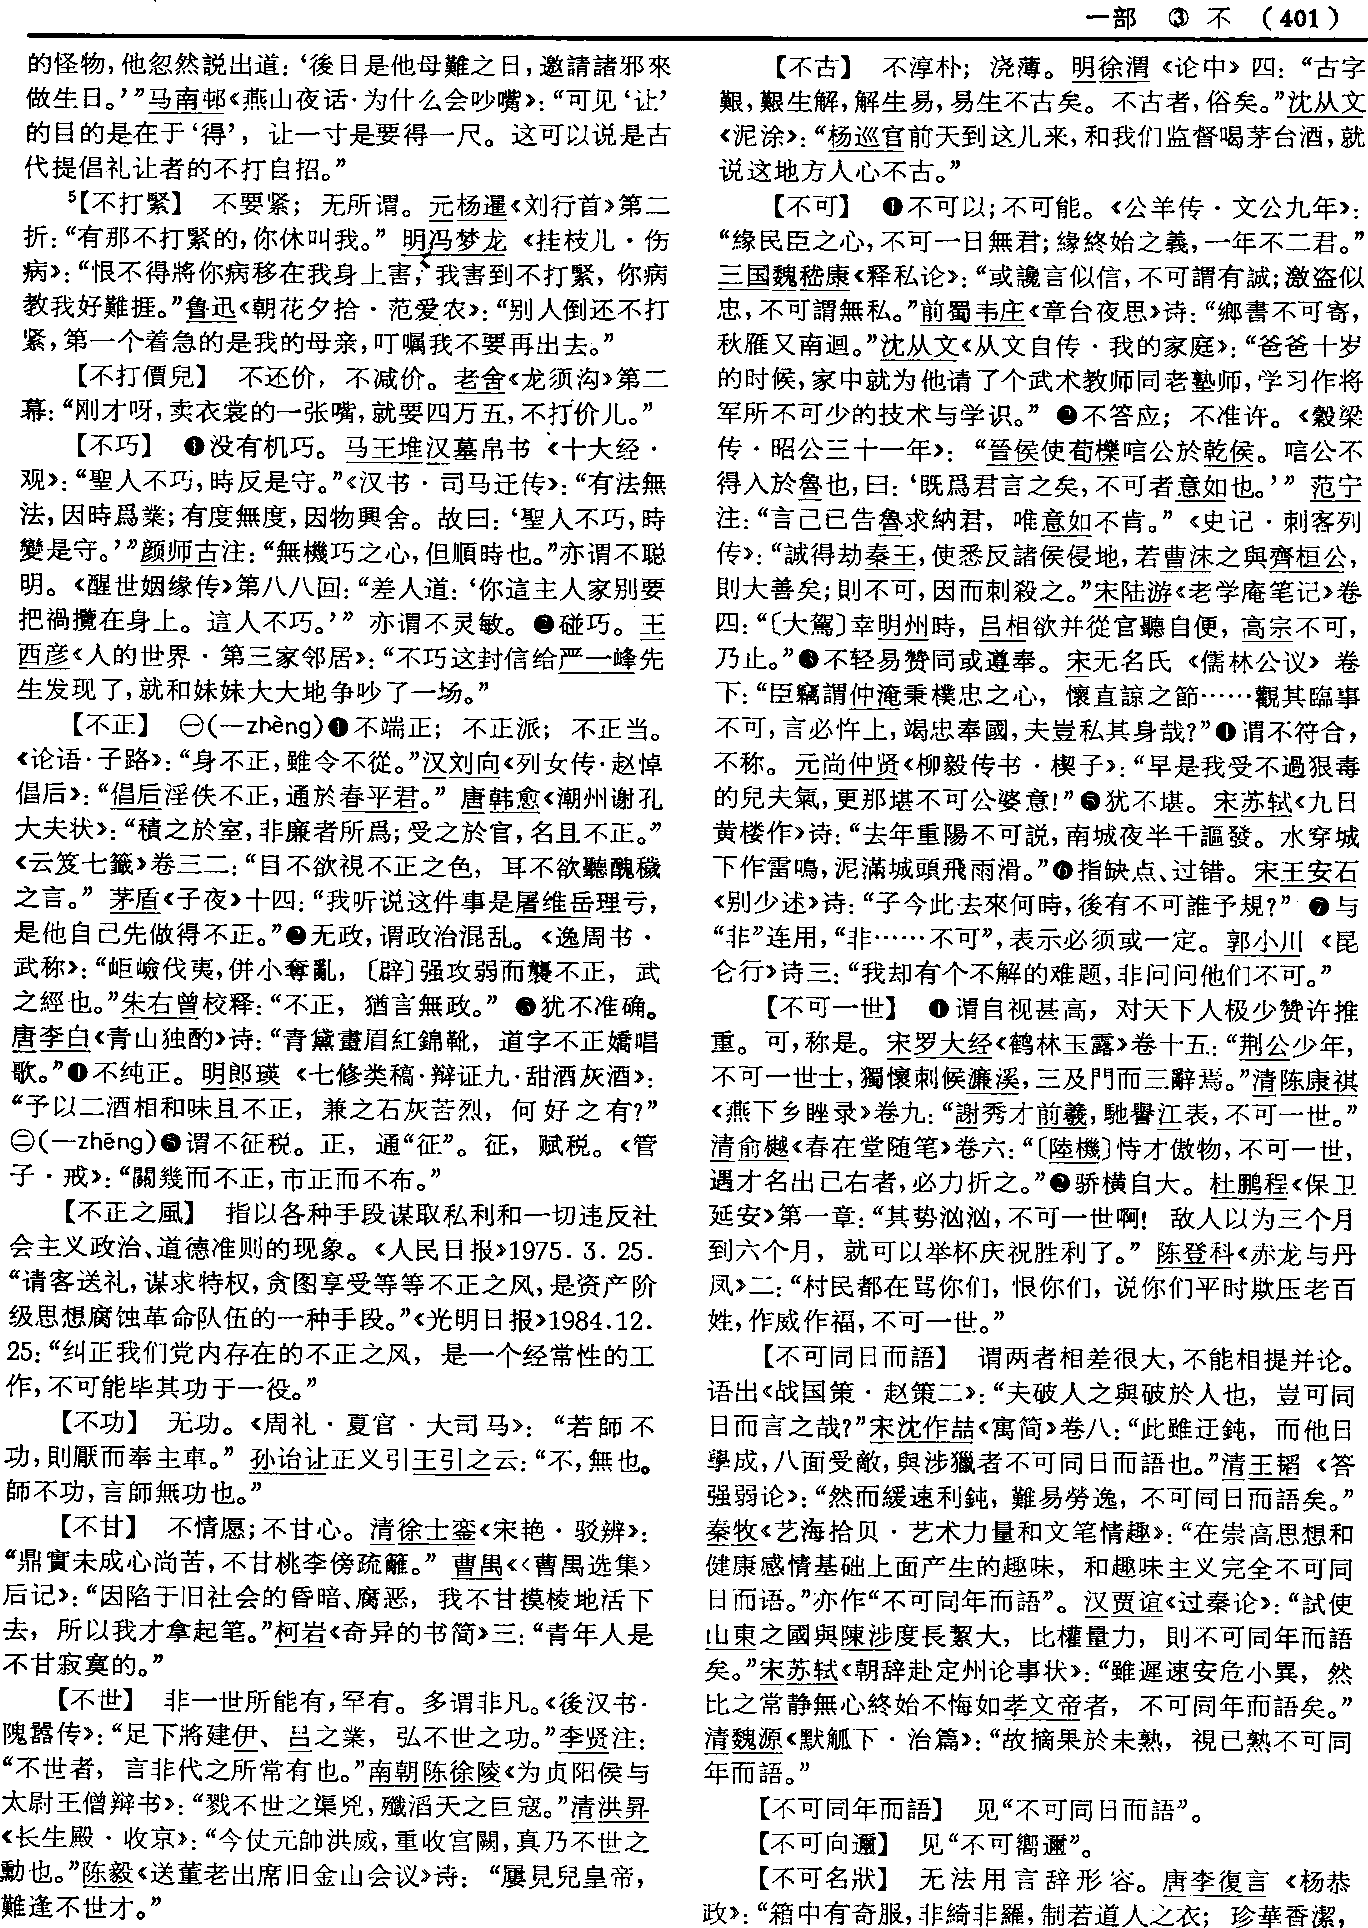 一部 ③ 不 （401）
的怪物，他忽然説出道：‘後日是他母難之日，邀請諸邪來
做生日。’”马南邨《燕山夜话·为什么会吵嘴》：“可见‘让’
的目的是在于‘得’，让一寸是要得一尺。这可以说是古
代提倡礼让者的不打自招。”
5【不打緊】 不要紧；无所谓。元杨暹《刘行首》第二
折：“有那不打緊的，你休叫我。”明冯梦龙《挂枝儿·伤
病》：“恨不得將你病移在我身上害，我害到不打緊，你病
教我好難捱。”鲁迅《朝花夕拾·范爱农》：“别人倒还不打
紧，第一个着急的是我的母亲，叮嘱我不要再出去。”
【不打價兒】 不还价，不减价。老舍《龙须沟》第二
幕：“刚才呀，卖衣裳的一张嘴，就要四万五，不打价儿。”
【不巧】 ❶没有机巧。马王堆汉墓帛书《十大经·
观》：“聖人不巧，時反是守。”《汉书·司马迁传》：“有法無
法，因時爲業；有度無度，因物興舍。故曰：‘聖人不巧，時
變是守。’”颜师古注：“無機巧之心，但順時也。”亦谓不聪
明。《醒世姻缘传》第八八回：“差人道：‘你這主人家别要
把禍攬在身上。這人不巧。’”亦谓不灵敏。❷碰巧。王
西彦《人的世界·第三家邻居》：“不巧这封信给严一峰先
生发现了，就和妹妹大大地争吵了一场。”
【不正】 ㊀(—zhèng)❶不端正；不正派；不正当。
《论语·子路》：“身不正，雖令不從。”汉刘向《列女传·赵悼
倡后》：“倡后淫佚不正，通於春平君。”唐韩愈《潮州谢孔
大夫状》：“積之於室，非廉者所爲；受之於官，名且不正。”
《云笈七籤》卷三二：“目不欲視不正之色，耳不欲聽醜穢
之言。”茅盾《子夜》十四：“我听说这件事是屠维岳理亏，
是他自己先做得不正。”❷无政，谓政治混乱。《逸周书·
武称》：“岠嶮伐夷，併小奪亂，〔辟〕强攻弱而襲不正，武
之經也。”朱右曾校释：“不正，猶言無政。”❸犹不准确。
唐李白《青山独酌》诗：“青黛畫眉紅錦靴，道字不正嬌唱
歌。”❹不纯正。明郎瑛《七修类稿·辩证九·甜酒灰酒》：
“予以二酒相和味且不正，兼之石灰苦烈，何好之有？”
㊁(—zhēng)❺谓不征税。正，通“征”。征，赋税。《管
子·戒》：“關幾而不正，市正而不布。”
【不正之風】 指以各种手段谋取私利和一切违反社
会主义政治、道德准则的现象。《人民日报》1975．3．25．
“请客送礼，谋求特权，贪图享受等等不正之风，是资产阶
级思想腐蚀革命队伍的一种手段。”《光明日报》1984．12．
25：“纠正我们党内存在的不正之风，是一个经常性的工
作，不可能毕其功于一役。”
【不功】 无功。《周礼·夏官·大司马》：“若師不
功，則厭而奉主車。”孙诒让正义引王引之云：“不，無也。
師不功，言師無功也。”
【不甘】 不情愿；不甘心。清徐士銮《宋艳·驳辨》：
“鼎實未成心尚苦，不甘桃李傍疏籬。”曹禺《〈曹禺选集〉
后记》：“因陷于旧社会的昏暗、腐恶，我不甘摸棱地活下
去，所以我才拿起笔。”柯岩《奇异的书简》三：“青年人是
不甘寂寞的。”
【不世】 非一世所能有，罕有。多谓非凡。《後汉书·
隗嚣传》：“足下將建伊、吕之業，弘不世之功。”李贤注：
“不世者，言非代之所常有也。”南朝陈徐陵《为贞阳侯与
太尉王僧辩书》：“戮不世之渠兇，殲滔天之巨寇。”清洪昇
《长生殿·收京》：“今仗元帥洪威，重收宫闕，真乃不世之
勳也。”陈毅《送董老出席旧金山会议》诗：“屢見兒皇帝，
難逢不世才。”
【不古】 不淳朴；浇薄。明徐渭《论中》四：“古字
艱，艱生解，解生易，易生不古矣。不古者，俗矣。”沈从文
《泥涂》：“杨巡官前天到这儿来，和我们监督喝茅台酒，就
说这地方人心不古。”
【不可】 ❶不可以；不可能。《公羊传·文公九年》：
“緣民臣之心，不可一日無君；緣終始之義，一年不二君。”
三国魏嵇康《释私论》：“或讒言似信，不可謂有誠；激盗似
忠，不可謂無私。”前蜀韦庄《章台夜思》诗：“鄉書不可寄，
秋雁又南迴。”沈从文《从文自传·我的家庭》：“爸爸十岁
的时候，家中就为他请了个武术教师同老塾师，学习作将
军所不可少的技术与学识。”❷不答应；不准许。《穀梁
传·昭公三十一年》：“晉侯使荀櫟唁公於乾侯。唁公不
得入於魯也，曰：‘既爲君言之矣，不可者意如也。’”范宁
注：“言己已告魯求納君，唯意如不肯。”《史记·刺客列
传》：“誠得劫秦王，使悉反諸侯侵地，若曹沫之與齊桓公，
則大善矣；則不可，因而刺殺之。”宋陆游《老学庵笔记》卷
四：“〔大駕〕幸明州時，吕相欲并從官聽自便，高宗不可，
乃止。”❸不轻易赞同或遵奉。宋无名氏《儒林公议》卷
下：“臣竊謂仲淹秉樸忠之心，懷直諒之節……觀其臨事
不可，言必忤上，竭忠奉國，夫豈私其身哉？”❹谓不符合，
不称。元尚仲贤《柳毅传书·楔子》：“早是我受不過狠毒
的兒夫氣，更那堪不可公婆意！”❺犹不堪。宋苏轼《九日
黄楼作》诗：“去年重陽不可説，南城夜半千漚發。水穿城
下作雷鳴，泥滿城頭飛雨滑。”❻指缺点、过错。宋王安石
《别少述》诗：“子今此去來何時，後有不可誰予規？”❼与
“非”连用，“非……不可”，表示必须或一定。郭小川《昆
仑行》诗三：“我却有个不解的难题，非问问他们不可。”
【不可一世】 ❶谓自视甚高，对天下人极少赞许推
重。可，称是。宋罗大经《鹤林玉露》卷十五：“荆公少年，
不可一世士，獨懷刺候濂溪，三及門而三辭焉。”清陈康祺
《燕下乡脞录》卷九：“謝秀才前羲，馳譽江表，不可一世。”
清俞樾《春在堂随笔》卷六：“〔陸機〕恃才傲物，不可一世，
遇才名出己右者，必力折之。”❷骄横自大。杜鹏程《保卫
延安》第一章：“其势汹汹，不可一世啊！敌人以为三个月
到六个月，就可以举杯庆祝胜利了。”陈登科《赤龙与丹
凤》二：“村民都在骂你们，恨你们，说你们平时欺压老百
姓，作威作福，不可一世。”
【不可同日而語】 谓两者相差很大，不能相提并论。
语出《战国策·赵策二》：“夫破人之與破於人也，豈可同
日而言之哉？”宋沈作喆《寓简》卷八：“此雖迂鈍，而他日
學成，八面受敵，與涉獵者不可同日而語也。”清王韬《答
强弱论》：“然而緩速利鈍，難易勞逸，不可同日而語矣。”
秦牧《艺海拾贝·艺术力量和文笔情趣》：“在崇高思想和
健康感情基础上面产生的趣味，和趣味主义完全不可同
日而语。”亦作“不可同年而語”。汉贾谊《过秦论》：“試使
山東之國與陳涉度長絜大，比權量力，則不可同年而語
矣。”宋苏轼《朝辞赴定州论事状》：“雖遲速安危小異，然
比之常静無心終始不悔如孝文帝者，不可同年而語矣。”
清魏源《默觚下·治篇》：“故摘果於未熟，視已熟不可同
年而語。”
【不可同年而語】 见“不可同日而語”。
【不可向邇】 见“不可嚮邇”。
【不可名狀】 无法用言辞形容。唐李復言《杨恭
政》：“箱中有奇服，非綺非羅，制若道人之衣；珍華香潔，